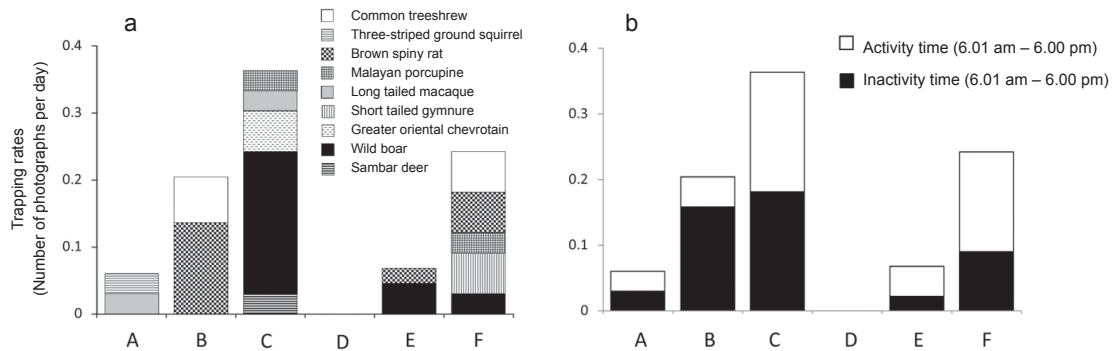 a
Common treeshrew
Three-striped ground squirrel
Brown spiny rat
Malayan porcupine
Long tailed macaque
Short tailed gymnure
Greater oriental chevrotain
Wild boar
Sambar deer
Trapping rates
(Number of photographs per day)
0.4
0.3
0.2
0.1
0
A B C D E F
b
Activity time (6.01 am – 6.00 pm)
Inactivity time (6.01 am – 6.00 pm)
0.4
0.3
0.2
0.1
0
A B C D E F